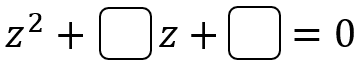 z² + □z + □ = 0